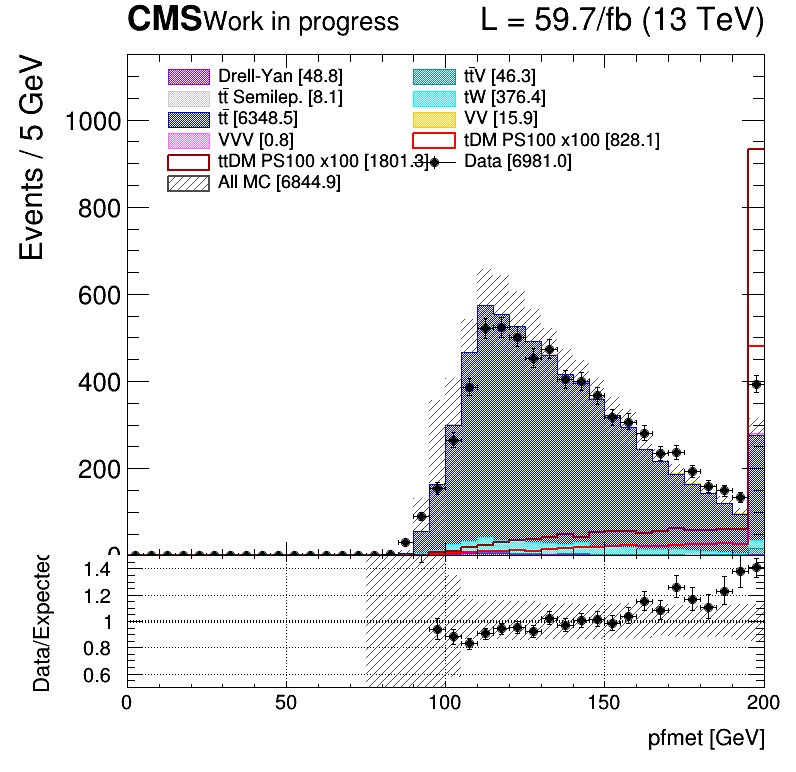 CMS Work in progress L = 59.7/fb (13 TeV)
Events / 5 GeV
Drell-Yan [48.8] tt̄V [46.3]
tt̄ Semilep. [8.1] tW [376.4]
tt̄ [6348.5] VV [15.9]
VVV [0.8] tDM PS100 x100 [828.1]
ttDM PS100 x100 [1801.3] Data [6981.0]
All MC [6844.9]
1000
800
600
400
200
0
Data/Expected
1.4
1.2
1
0.8
0.6
0 50 100 150 200
pfmet [GeV]